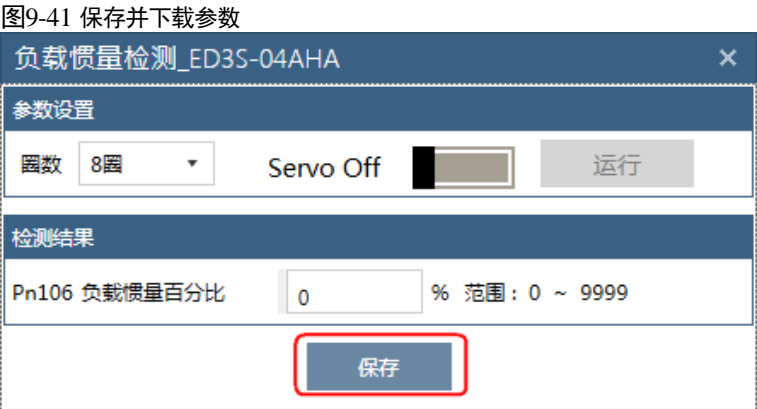 图9-41 保存并下载参数
负载惯量检测_ED3S-04AHA ×
参数设置
圈数 8圈 Servo Off 运行
检测结果
Pn106 负载惯量百分比 0 % 范围：0 ~ 9999
保存